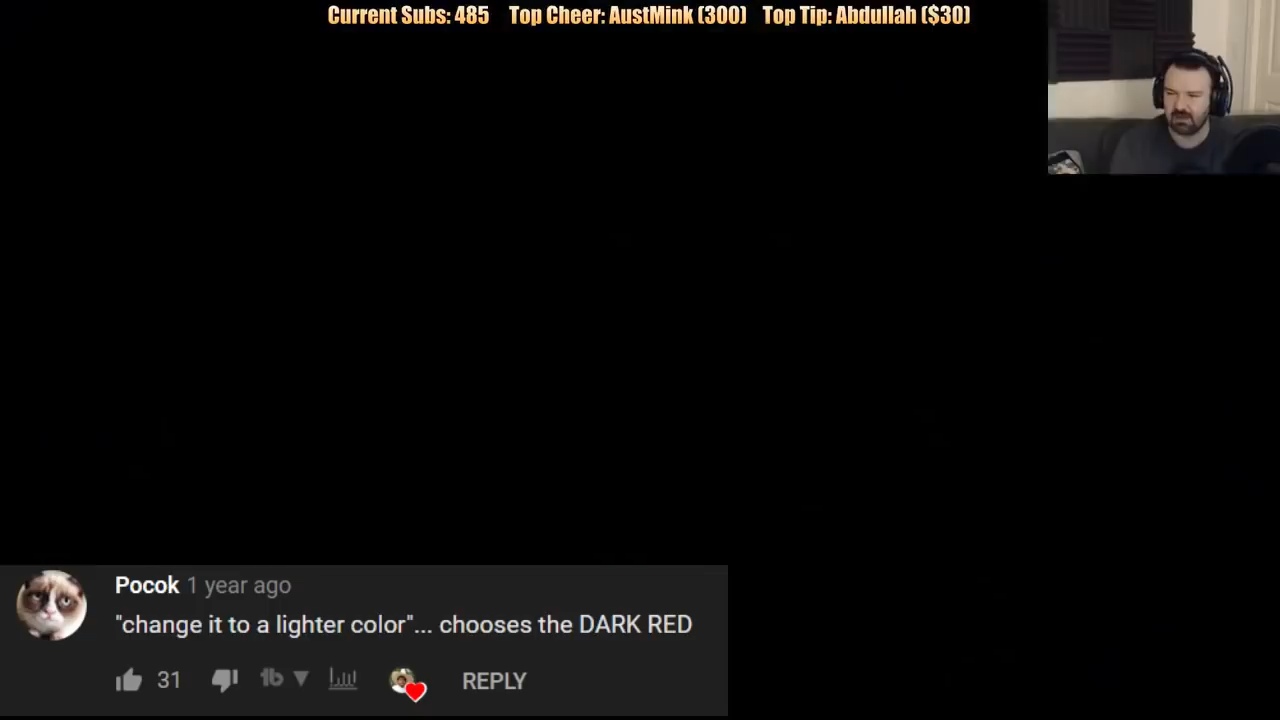 Current Subs: 485 Top Cheer: AustMink (300) Top Tip: Abdullah ($30)
Pocok 1 year ago
"change it to a lighter color"... chooses the DARK RED
31 REPLY